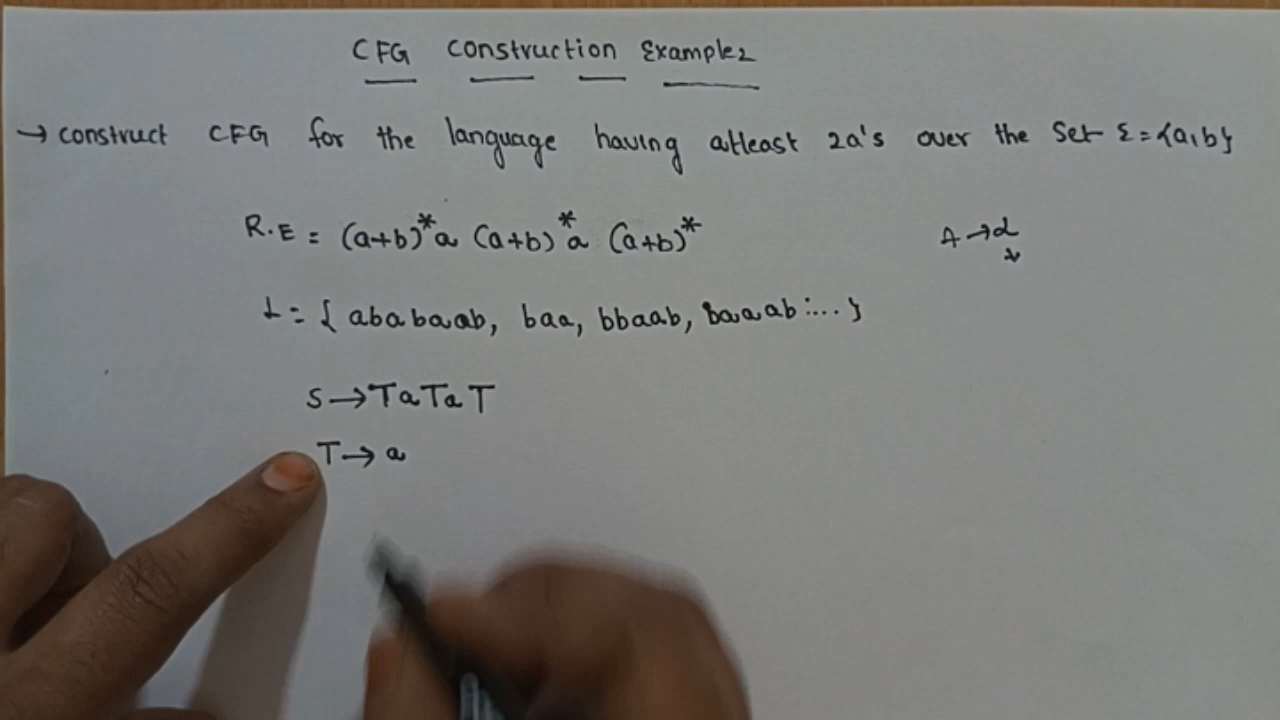 CFG Construction Example2
→ construct CFG for the language having atleast 2a's over the Set Σ = {a,b}
R.E = (a+b)*a (a+b)*a (a+b)*
A → α
L = { abababaab, baa, bbaab, baaab .... }
S → TaTaT
T → a